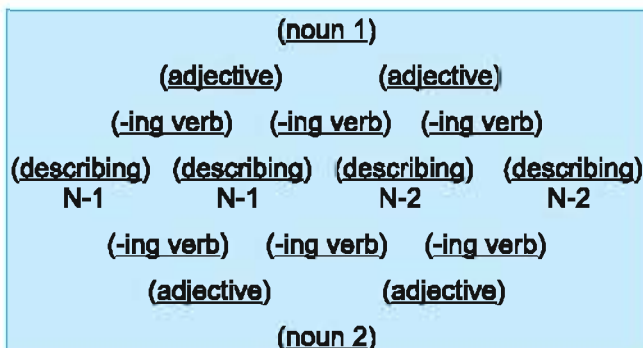 (noun 1)
(adjective) (adjective)
(-ing verb) (-ing verb) (-ing verb)
(describing) (describing) (describing) (describing)
N-1 N-1 N-2 N-2
(-ing verb) (-ing verb) (-ing verb)
(adjective) (adjective)
(noun 2)